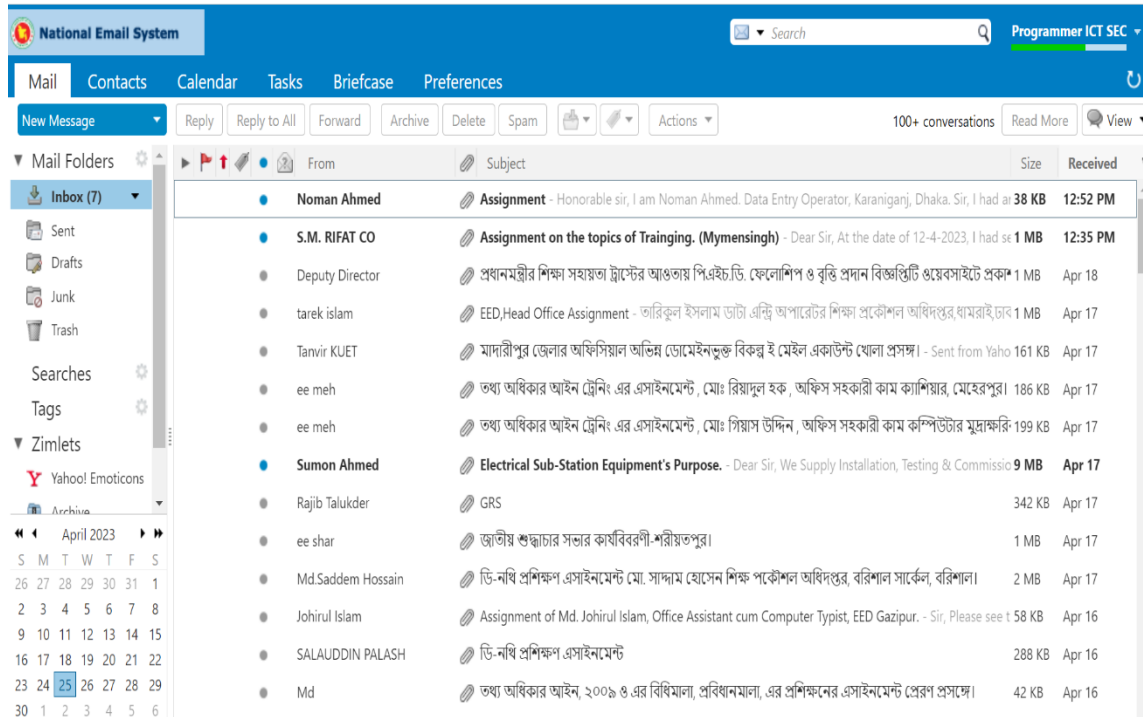 National Email System
Search
Programmer ICT SEC
Mail Contacts Calendar Tasks Briefcase Preferences
New Message Reply Reply to All Forward Archive Delete Spam Actions 100+ conversations Read More View
Mail Folders
Inbox (7)
Sent
Drafts
Junk
Trash
Searches
Tags
Zimlets
Yahoo! Emoticons
Archive
From Subject Size Received
Noman Ahmed Assignment - Honorable sir, I am Noman Ahmed. Data Entry Operator, Karaniganj, Dhaka. Sir, I had ar 38 KB 12:52 PM
S.M. RIFAT CO Assignment on the topics of Trainging. (Mymensingh) - Dear Sir, At the date of 12-4-2023, I had se 1 MB 12:35 PM
Deputy Director প্রধানমন্ত্রীর শিক্ষা সহায়তা ট্রাস্টের আওতায় পিএইচ.ডি. ফেলোশিপ ও বৃত্তি প্রদান বিজ্ঞপ্তিটি ওয়েবসাইটে প্রকা 1 MB Apr 18
tarek islam EED,Head Office Assignment - তারিকুল ইসলাম ডাটা এন্ট্রি অপারেটর শিক্ষা প্রকৌশল অধিদপ্তর,ধামরাই,ঢাব 1 MB Apr 17
Tanvir KUET মাদারীপুর জেলার অফিসিয়াল অভিন্ন ডোমেইনভুক্ত বিকল্প ই মেইল একাউন্ট খোলা প্রসঙ্গ। - Sent from Yaho 161 KB Apr 17
ee meh তথ্য অধিকার আইন ট্রেনিং এর এসাইনমেন্ট , মোঃ রিয়াদুল হক , অফিস সহকারী কাম ক্যাশিয়ার, মেহেরপুর। 186 KB Apr 17
ee meh তথ্য অধিকার আইন ট্রেনিং এর এসাইনমেন্ট , মোঃ গিয়াস উদ্দিন , অফিস সহকারী কাম কম্পিউটার মুদ্রাক্ষরি 199 KB Apr 17
Sumon Ahmed Electrical Sub-Station Equipment's Purpose. - Dear Sir, We Supply Installation, Testing & Commissio 9 MB Apr 17
Rajib Talukder GRS 342 KB Apr 17
ee shar জাতীয় শুদ্ধাচার সভার কার্যবিবরণী-শরীয়তপুর। 1 MB Apr 17
Md.Saddem Hossain ডি-নথি প্রশিক্ষণ এসাইনমেন্ট মো. সাদ্দাম হোসেন শিক্ষ পকৌশল অধিদপ্তর, বরিশাল সার্কেল, বরিশাল। 2 MB Apr 17
Johirul Islam Assignment of Md. Johirul Islam, Office Assistant cum Computer Typist, EED Gazipur. - Sir, Please see t 58 KB Apr 16
SALAUDDIN PALASH ডি-নথি প্রশিক্ষণ এসাইনমেন্ট 288 KB Apr 16
Md তথ্য অধিকার আইন, ২০০৯ ও এর বিধিমালা, প্রবিধানমালা, এর প্রশিক্ষনের এসাইনমেন্ট প্রেরণ প্রসঙ্গে। 42 KB Apr 16
April 2023
S M T W T F S
26 27 28 29 30 31 1
2 3 4 5 6 7 8
9 10 11 12 13 14 15
16 17 18 19 20 21 22
23 24 25 26 27 28 29
30 1 2 3 4 5 6